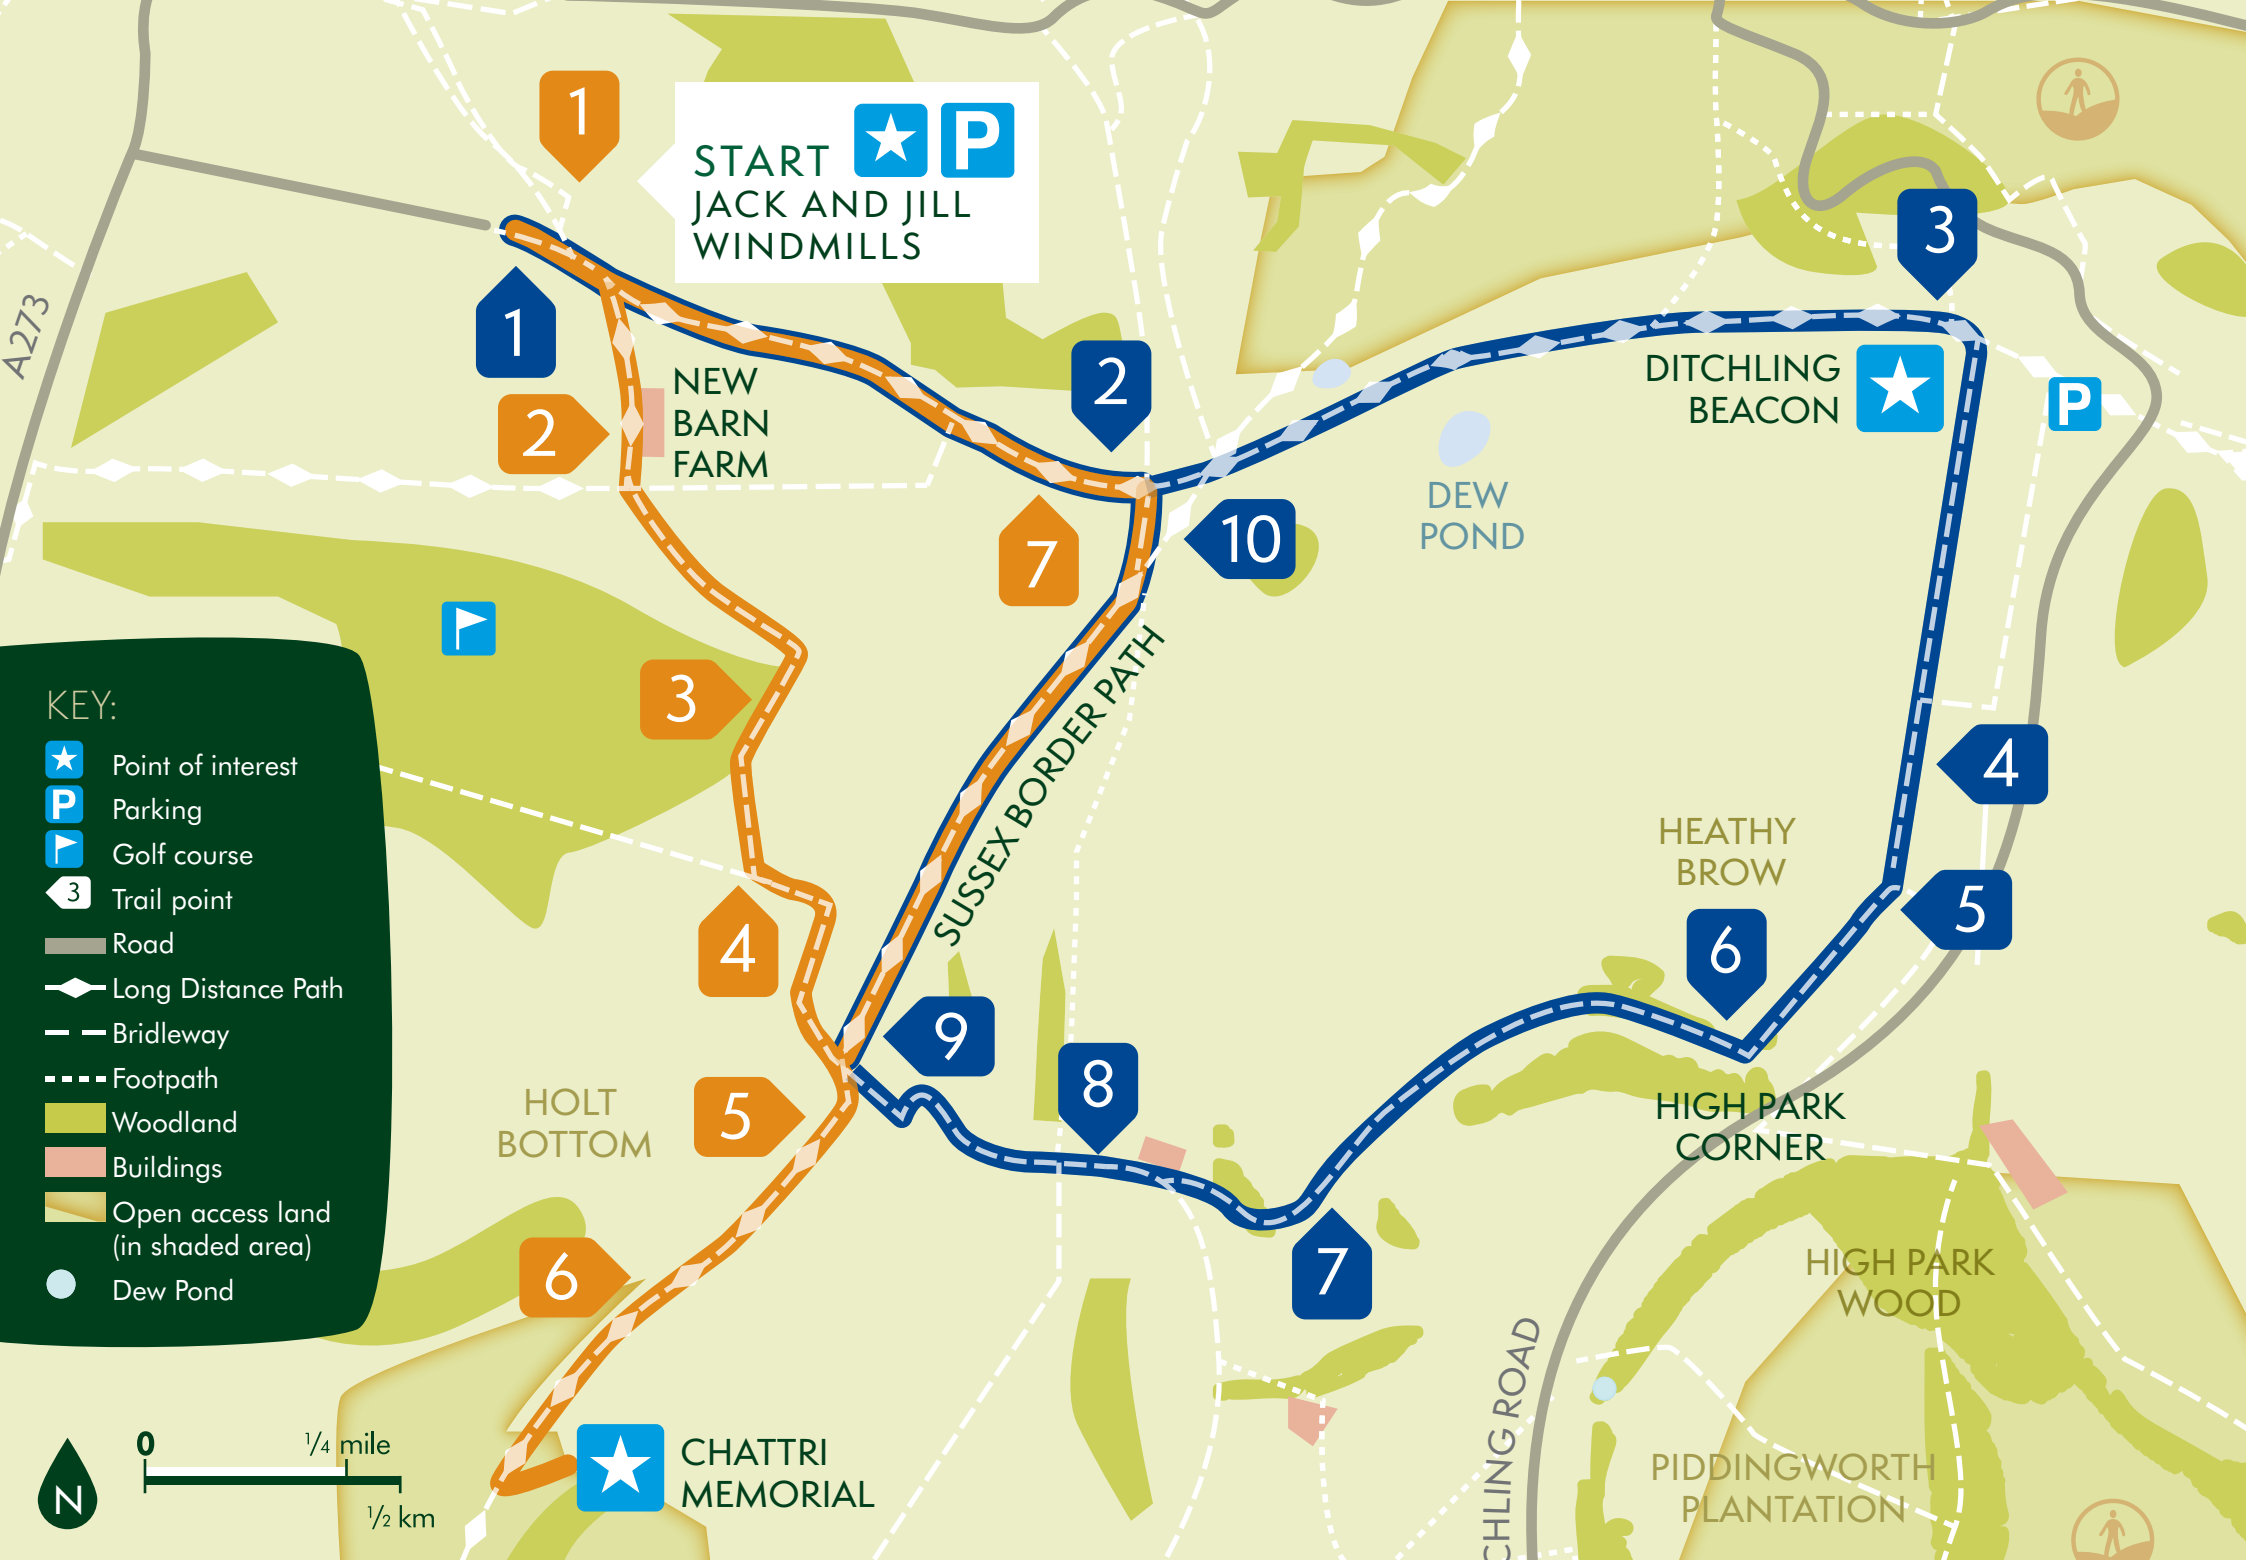 1
START
P
JACK AND JILL
WINDMILLS
3
A273
1
2
NEW
BARN
FARM
2
DITCHLING
BEACON
P
7
10
DEW
POND
3
SUSSEX BORDER PATH
4
HEATHY
BROW
5
6
4
9
8
HOLT
BOTTOM
5
HIGH PARK
CORNER
6
7
HIGH PARK
WOOD
CHLING ROAD
CHATTRI
MEMORIAL
PIDDINGWORTH
PLANTATION
KEY:
Point of interest
P
Parking
Golf course
3
Trail point
Road
Long Distance Path
Bridleway
Footpath
Woodland
Buildings
Open access land
(in shaded area)
Dew Pond
N
0
1/4 mile
1/2 km